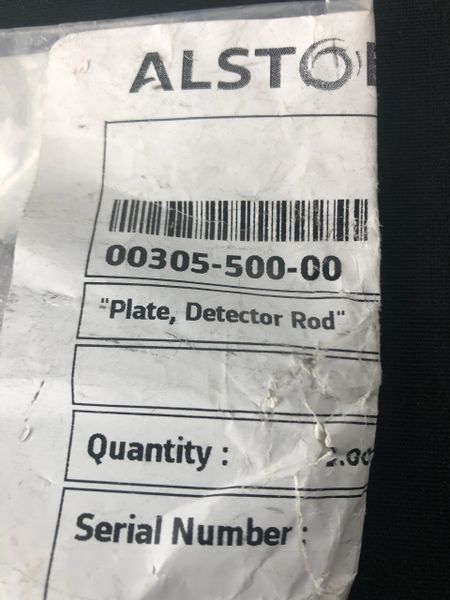 ALSTO
00305-500-00
"Plate, Detector Rod"
Quantity :
Serial Number :